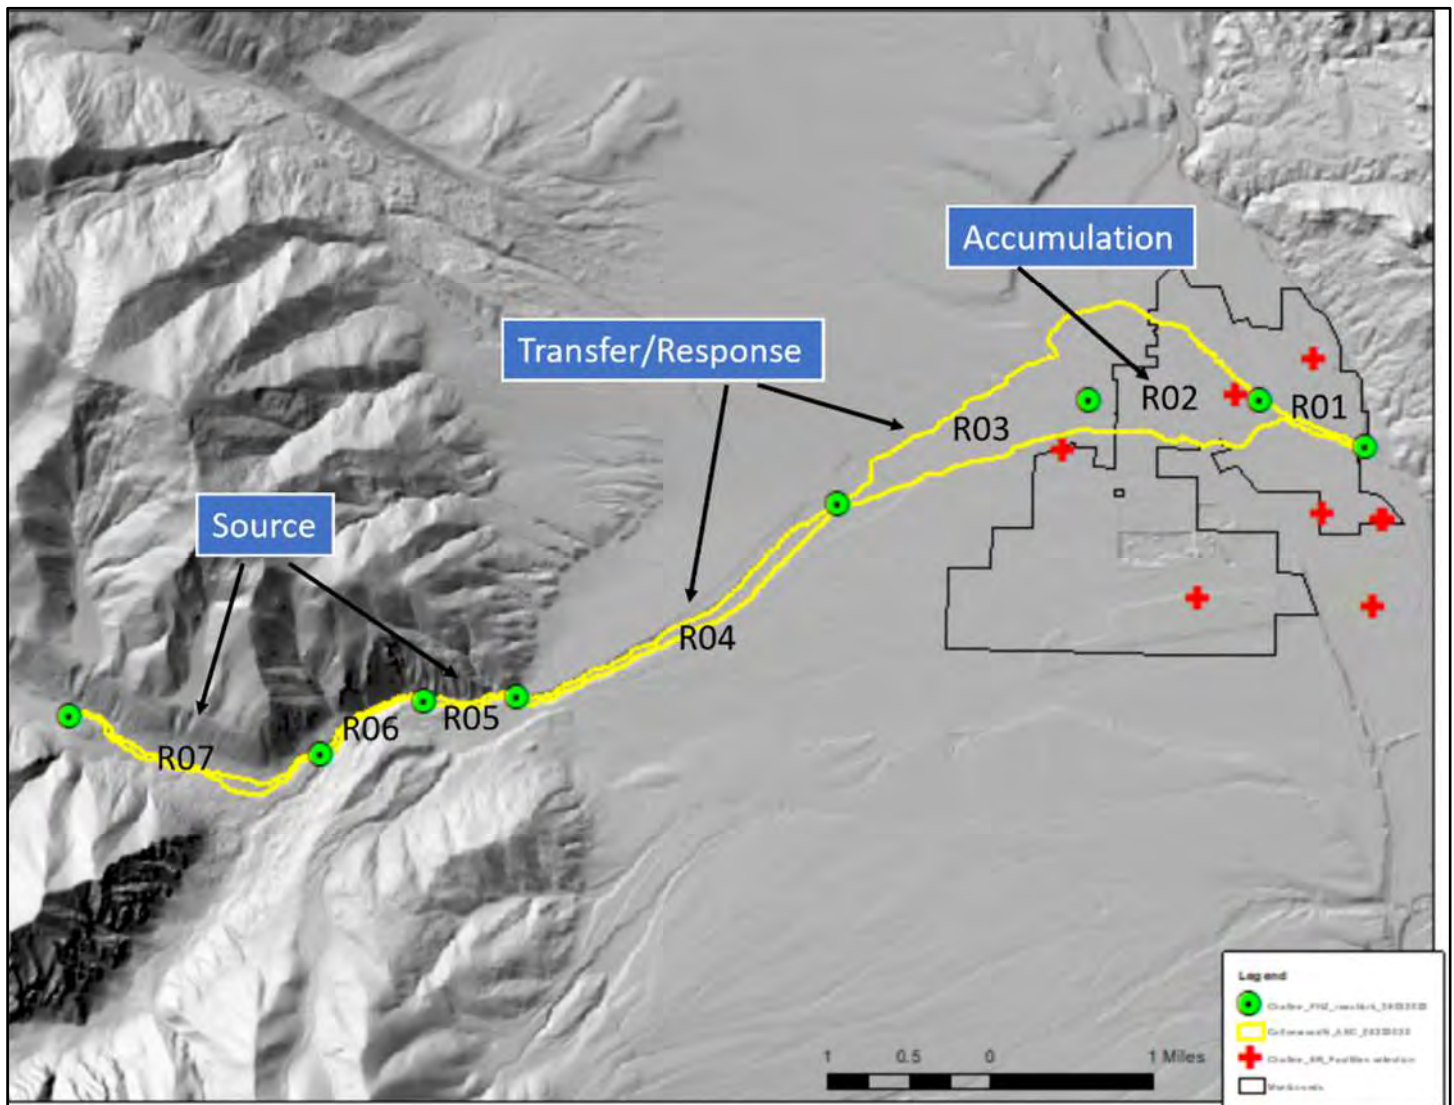 Accumulation
Transfer/Response
R02
R01
R03
Source
R04
R06
R05
R07
Legend
1 0.5 0 1 Miles